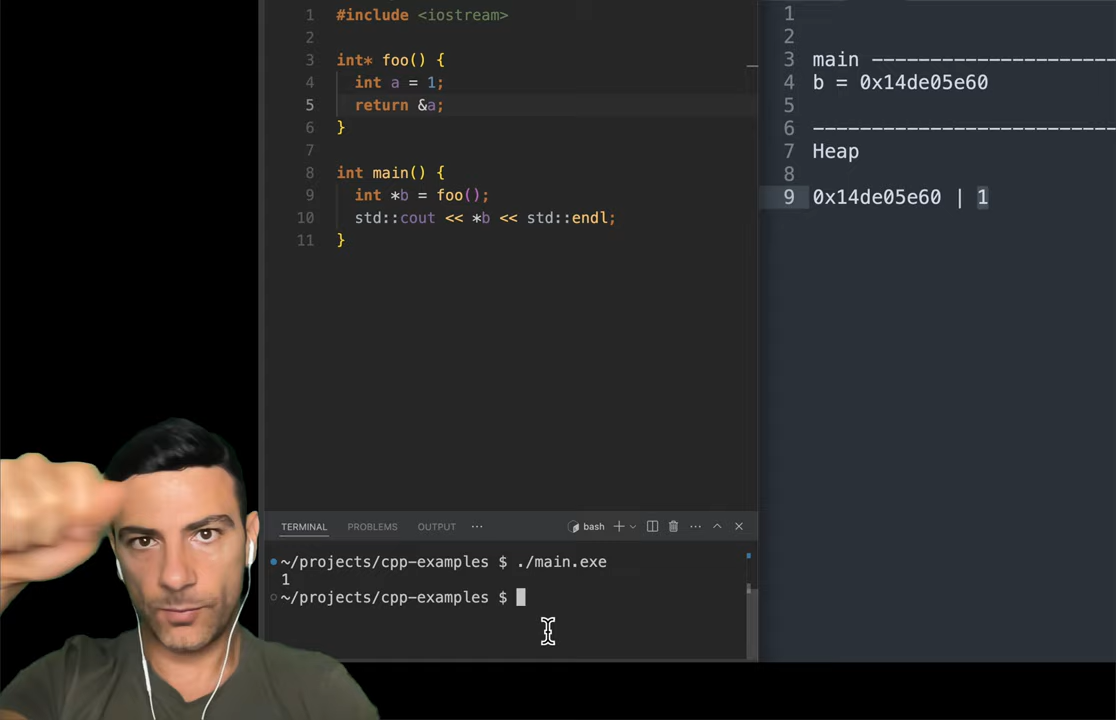 1 #include <iostream>
2
3 int* foo() {
4 int a = 1;
5 return &a;
6 }
7
8 int main() {
9 int *b = foo();
10 std::cout << *b << std::endl;
11 }
1
2
3 main ---------------------------
4 b = 0x14de05e60
5
6 --------------------------------
7 Heap
8
9 0x14de05e60 | 1
TERMINAL PROBLEMS OUTPUT ··· bash
~/projects/cpp-examples $ ./main.exe
1
~/projects/cpp-examples $